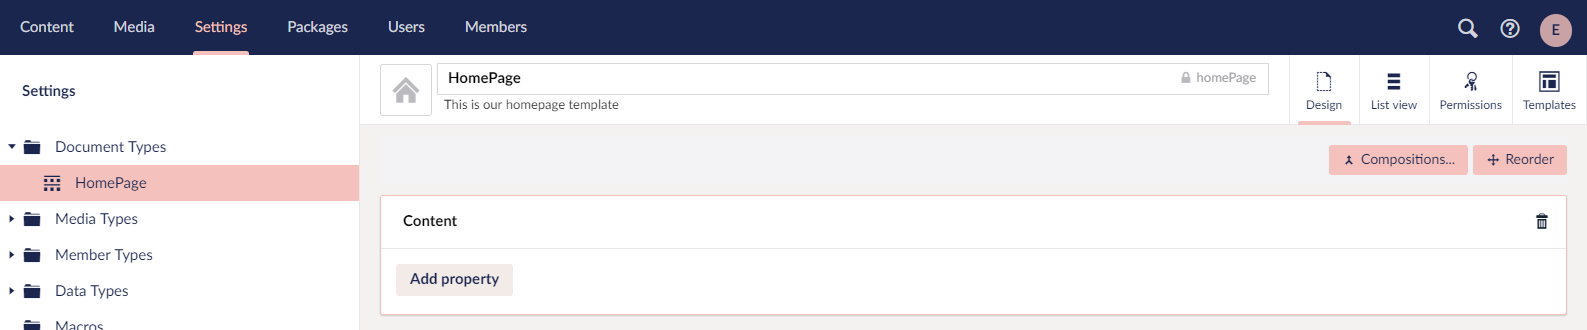 Content Media Settings Packages Users Members E
Settings
HomePage homePage
This is our homepage template
Design List view Permissions Templates
Document Types
HomePage
Media Types
Member Types
Data Types
Macros
Compositions... Reorder
Content
Add property